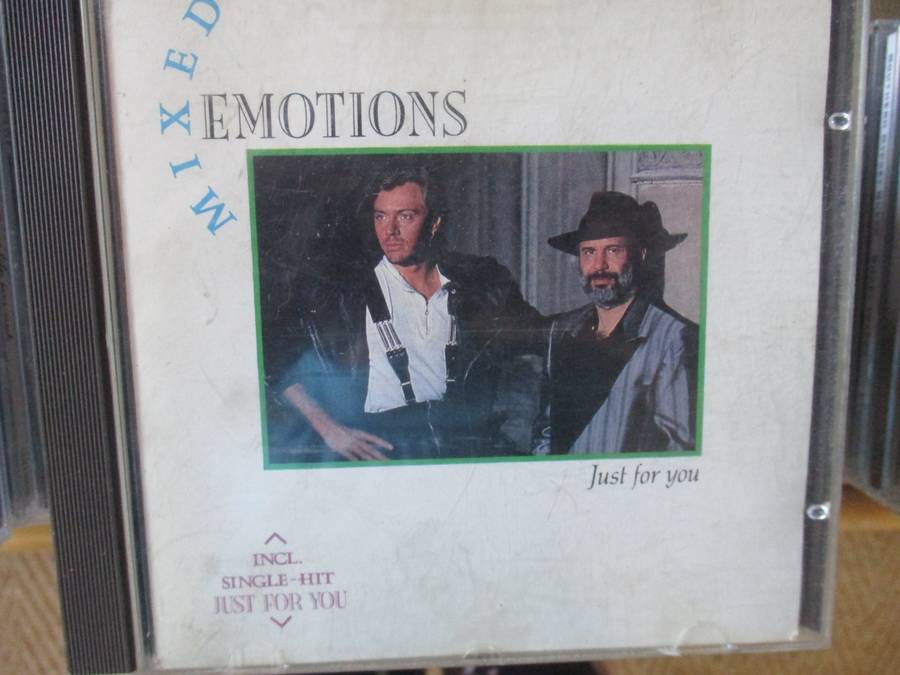 MIXED
EMOTIONS
Just for you
INCL.
SINGLE-HIT
JUST FOR YOU